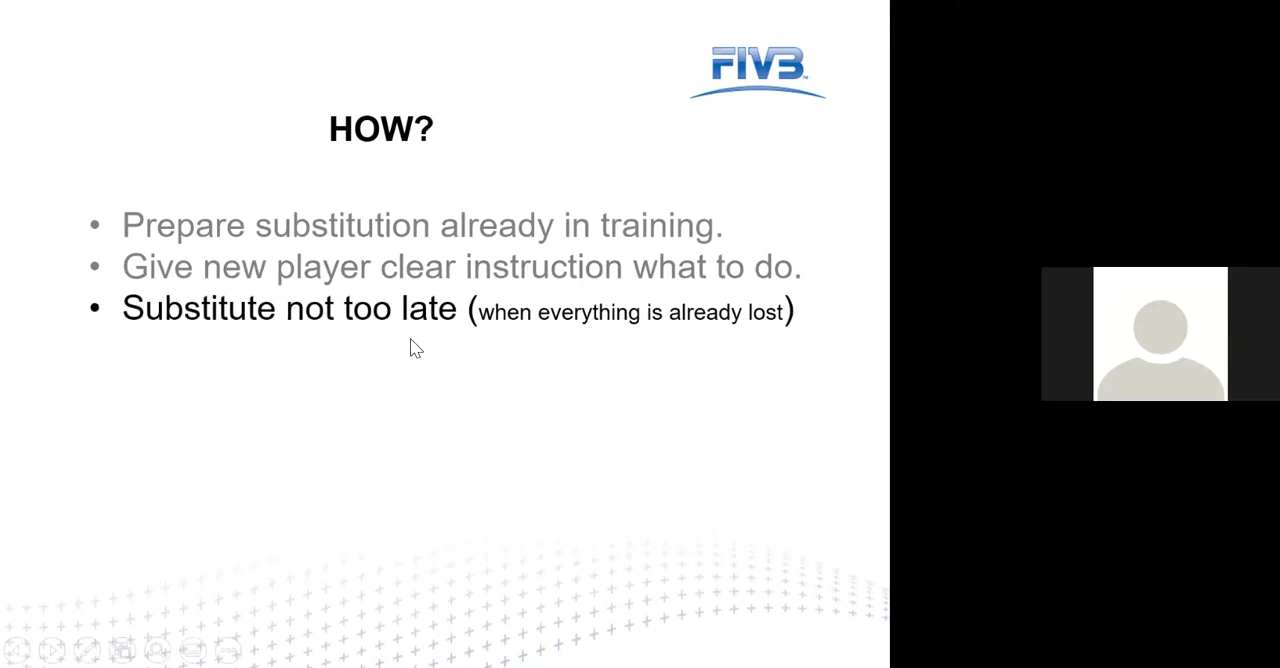 FIVB
HOW?
• Prepare substitution already in training.
• Give new player clear instruction what to do.
• Substitute not too late (when everything is already lost)